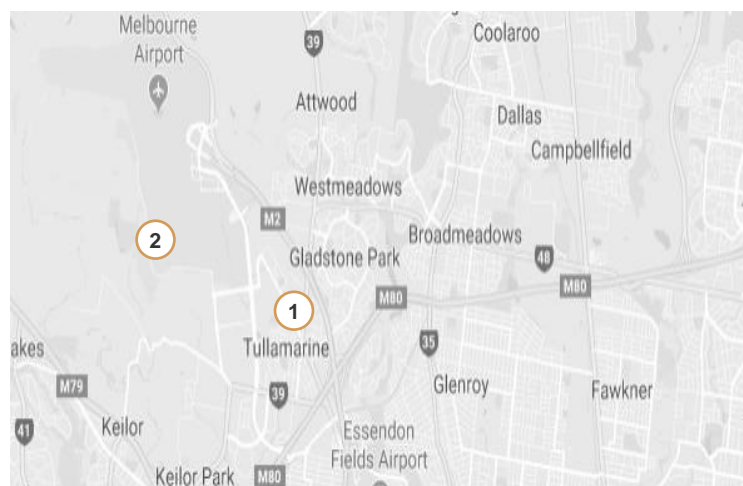 Melbourne
Airport
39
Coolaroo
Attwood
Dallas
Campbellfield
Westmeadows
M2
Broadmeadows
2
Gladstone Park
48
M80
M80
1
akes
Tullamarine
35
M79
39
Glenroy
Fawkner
41
Keilor
Essendon
Fields Airport
Keilor Park
M80